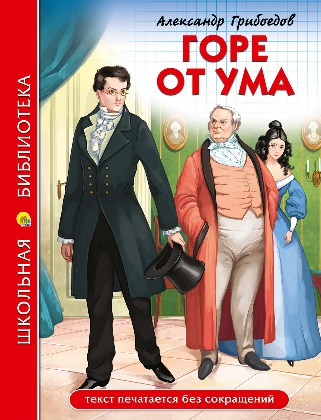 Александр Грибоедов
ГОРЕ
ОТ УМА
ШКОЛЬНАЯ БИБЛИОТЕКА
текст печатается без сокращений